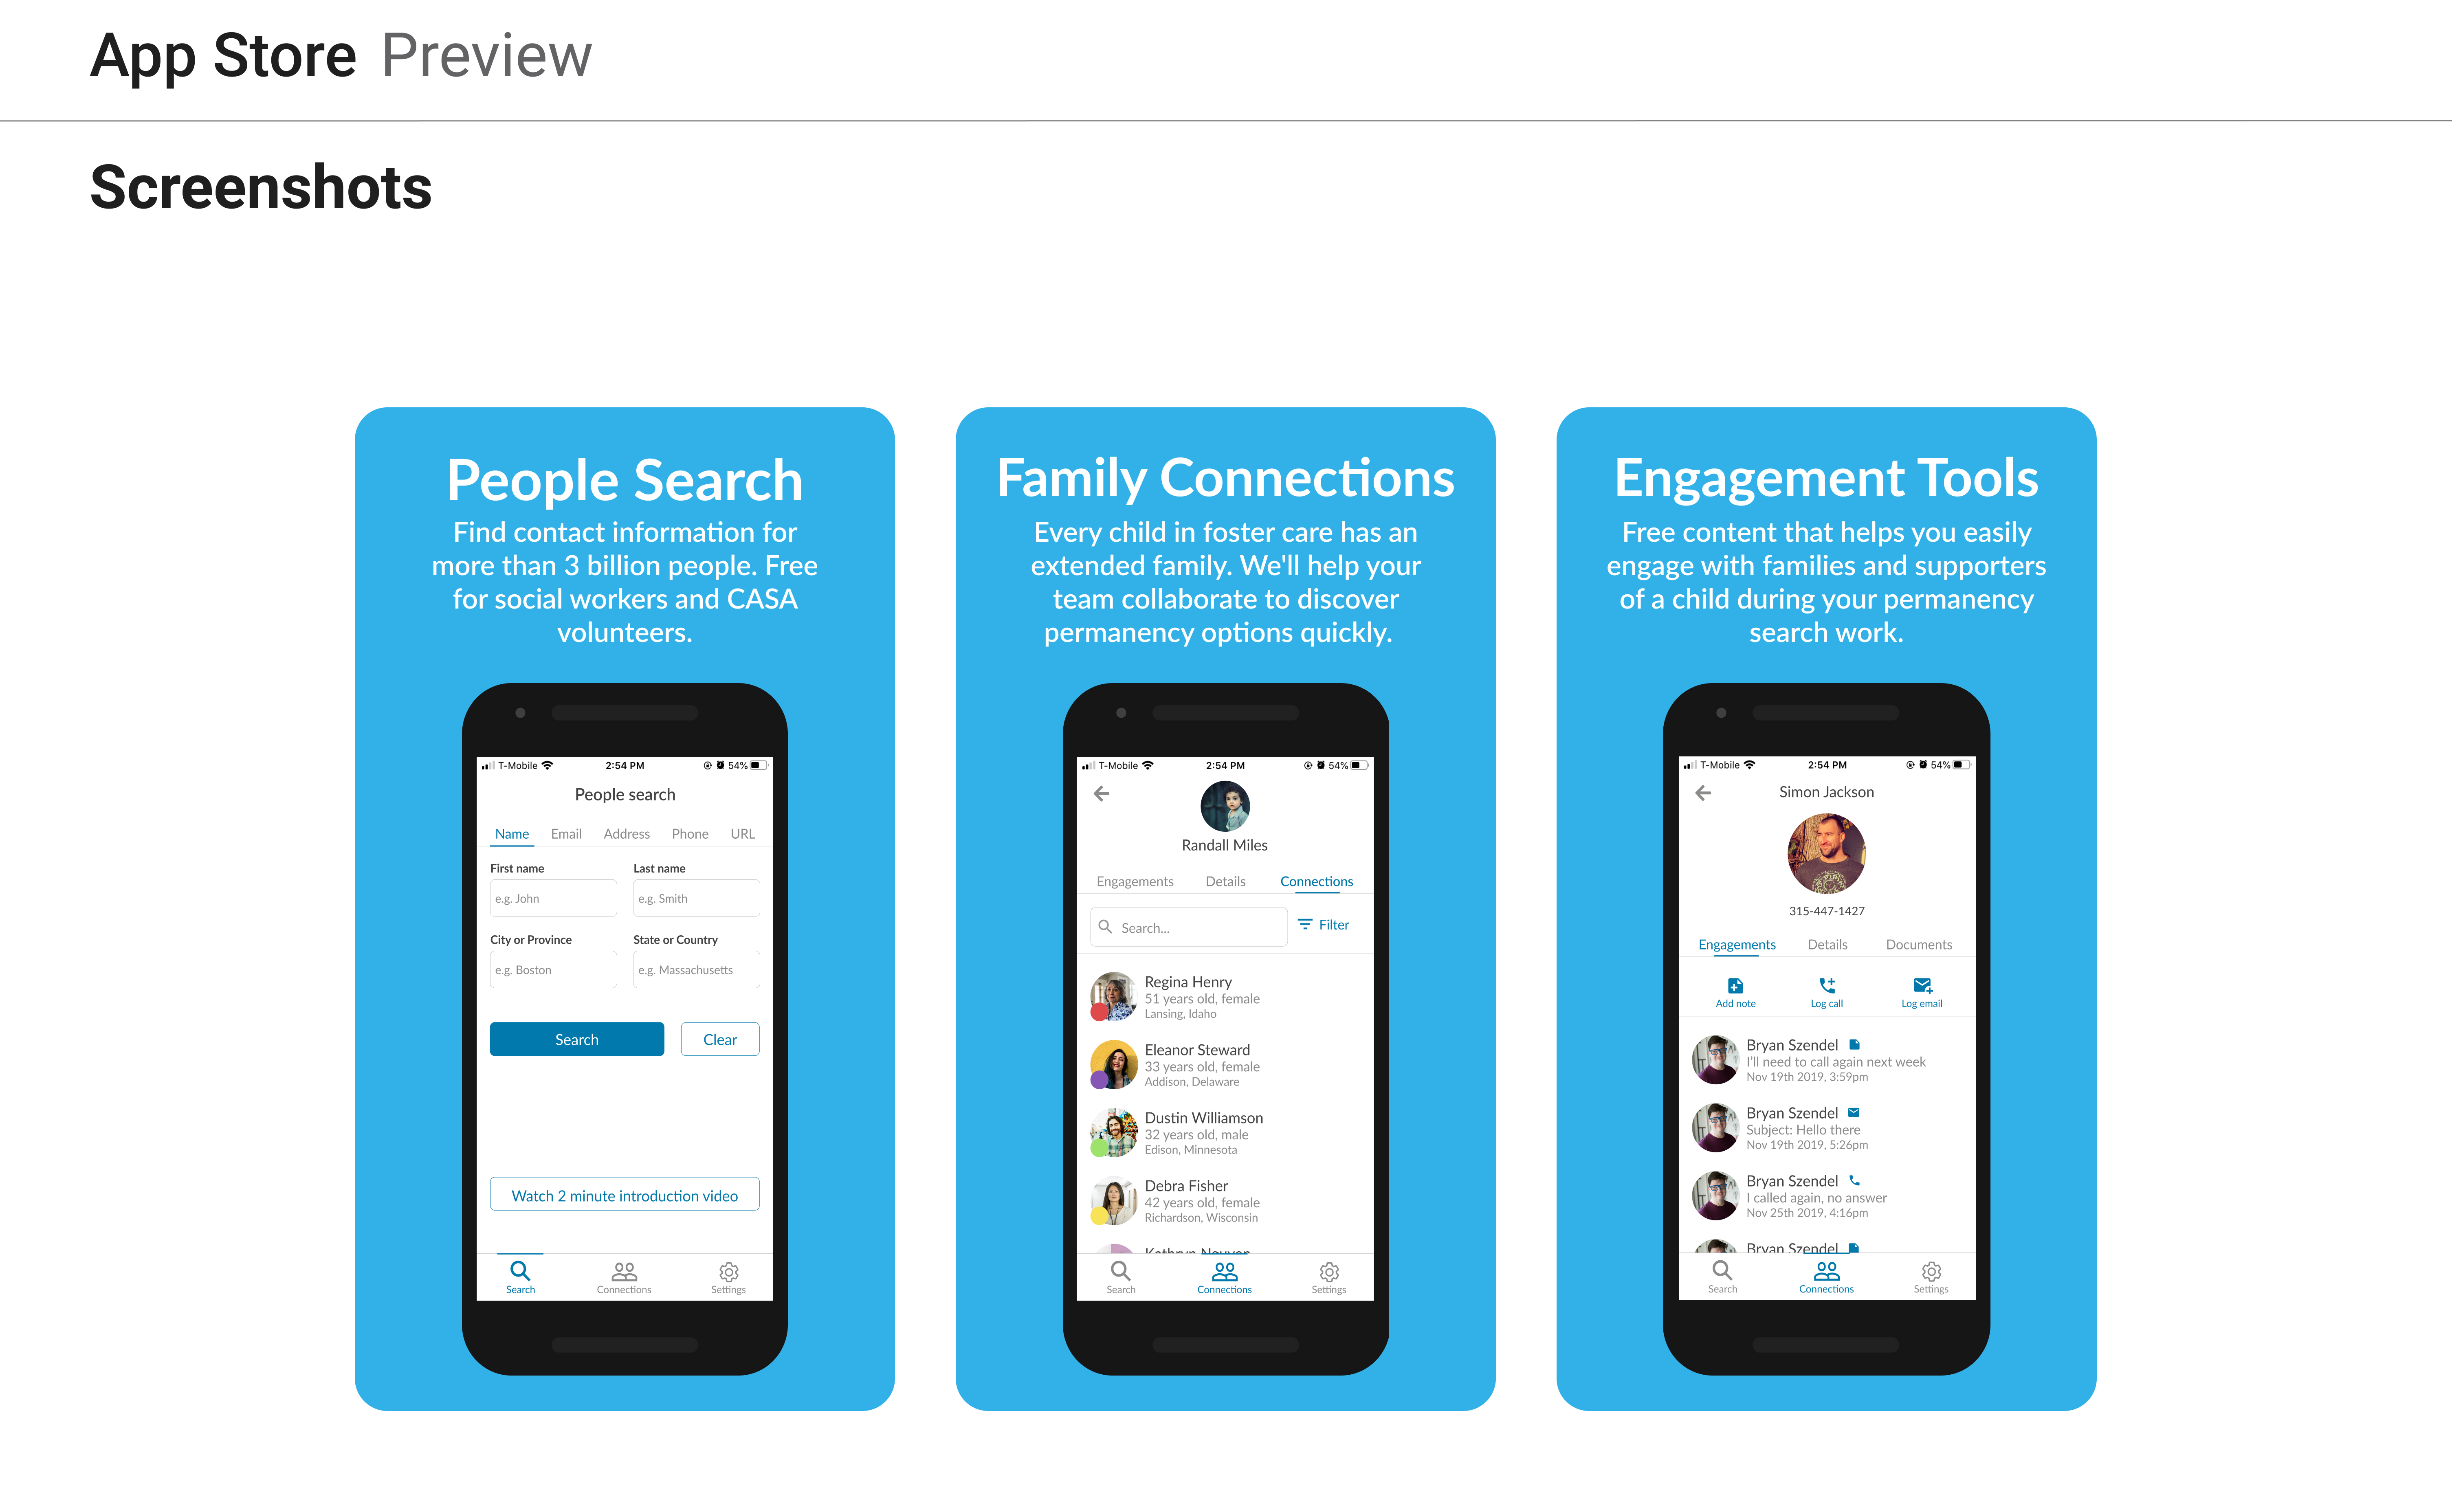 App Store Preview
Screenshots
People Search
Find contact information for
more than 3 billion people. Free
for social workers and CASA
volunteers.
T-Mobile 2:54 PM 54%
People search
Name Email Address Phone URL
First name Last name
e.g. John e.g. Smith
City or Province State or Country
e.g. Boston e.g. Massachusetts
Search Clear
Watch 2 minute introduction video
Search Connections Settings
Family Connections
Every child in foster care has an
extended family. We'll help your
team collaborate to discover
permanency options quickly.
T-Mobile 2:54 PM 54%
Randall Miles
Engagements Details Connections
Search... Filter
Regina Henry
51 years old, female
Lansing, Idaho
Eleanor Steward
33 years old, female
Addison, Delaware
Dustin Williamson
32 years old, male
Edison, Minnesota
Debra Fisher
42 years old, female
Richardson, Wisconsin
Kathryn Nguyen
Search Connections Settings
Engagement Tools
Free content that helps you easily
engage with families and supporters
of a child during your permanency
search work.
T-Mobile 2:54 PM 54%
Simon Jackson
315-447-1427
Engagements Details Documents
Add note Log call Log email
Bryan Szendel
I'll need to call again next week
Nov 19th 2019, 3:59pm
Bryan Szendel
Subject: Hello there
Nov 19th 2019, 5:26pm
Bryan Szendel
I called again, no answer
Nov 25th 2019, 4:16pm
Bryan Szendel
Search Connections Settings